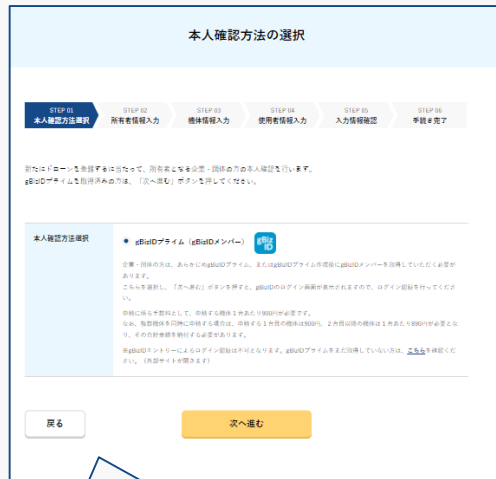 本人確認方法の選択
STEP 01
本人確認方法選択
STEP 02
所有者情報入力
STEP 03
機体情報入力
STEP 04
使用者情報入力
STEP 05
入力情報確認
STEP 06
手続き完了
新たにドローンを登録するに当たって、所有者となる企業・団体の方の本人確認を行います。
gBizIDプライムを取得済みの方は、「次へ進む」ボタンを押してください。
本人確認方法選択
gBizIDプライム（gBizIDメンバー）
gBiz
ID
企業・団体の方は、あらかじめgBizIDプライム、またはgBizIDプライム作成後にgBizIDメンバーを取得していただく必要が
あります。
こちらを選択し、「次へ進む」ボタンを押すと、gBizIDのログイン画面が表示されますので、ログイン認証を行ってくださ
い。
申請に係る手数料として、申請する機体１台あたり900円が必要です。
なお、複数機体を同時に申請する場合は、申請する１台目の機体は900円、２台目以降の機体は１台あたり890円が必要とな
り、その合計金額を納付する必要があります。
※gBizIDエントリーによるログイン認証は不可となります。gBizIDプライムをまだ取得していない方は、こちらを確認くだ
さい。（外部サイトが開きます）
戻る
次へ進む